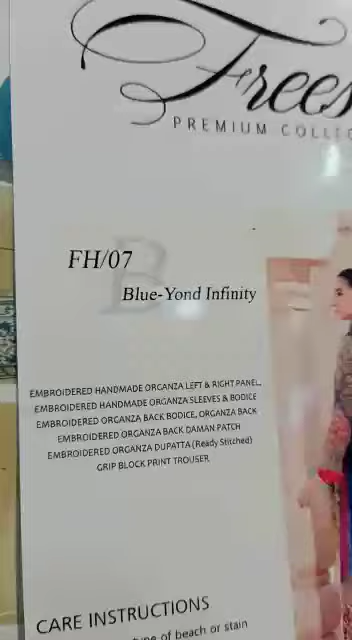 PREMIUM
FH/07
Blue-Yond Infinity
EMBROIDERED HANDMADE ORGANZA LEFT & RIGHT PANEL,
EMBROIDERED HANDMADE ORGANZA SLEEVES & BODICE
EMBROIDERED ORGANZA BACK BODICE, ORGANZA BACK
EMBROIDERED ORGANZA BACK DAMAN PATCH
EMBROIDERED ORGANZA DUPATTA (Ready Stitched)
GRIP BLOCK PRINT TROUSER
CARE INSTRUCTIONS
type of beach or stain